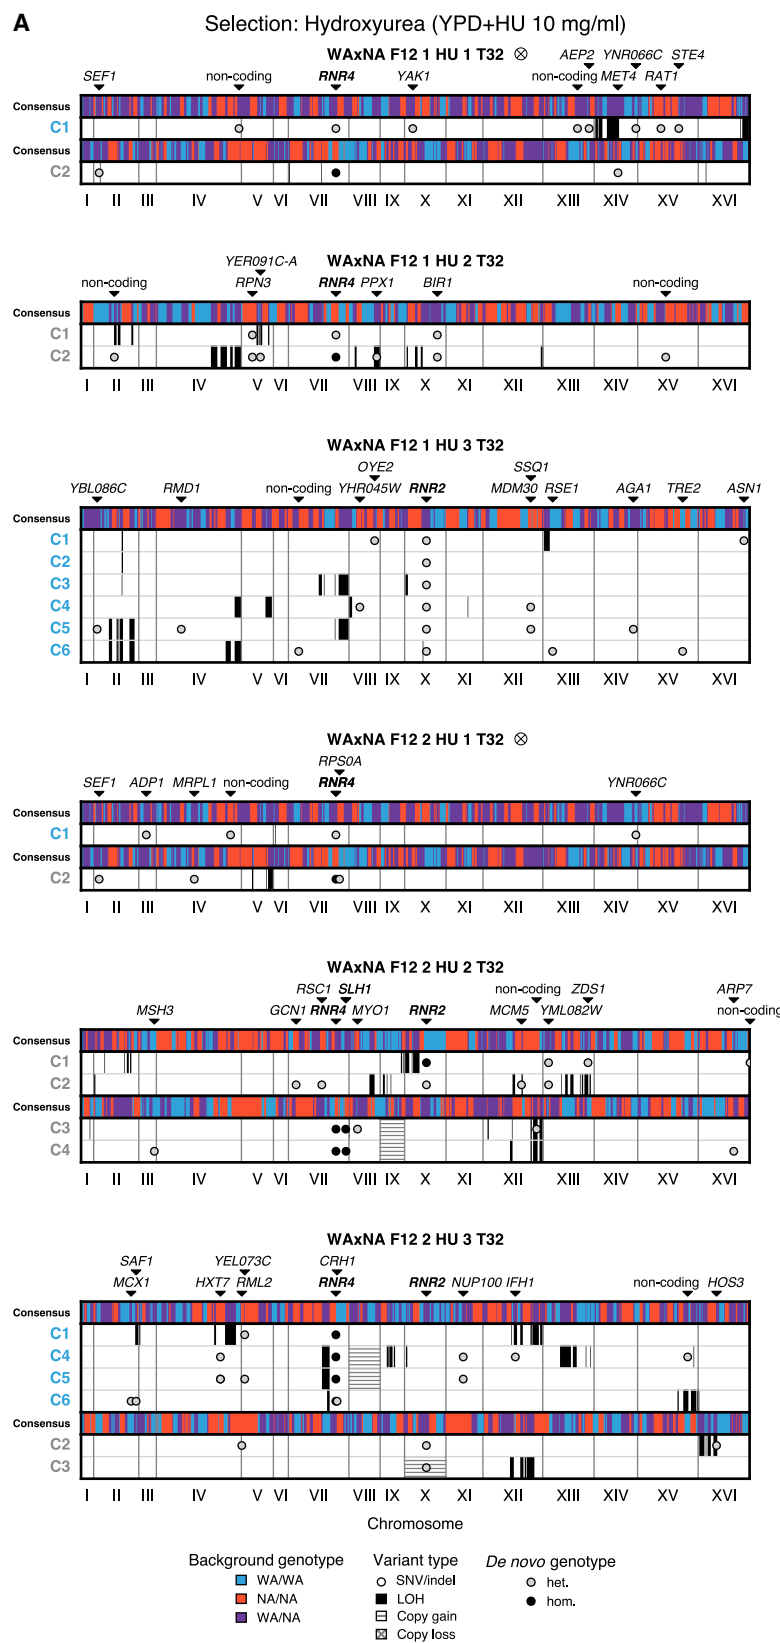 A
Selection: Hydroxyurea (YPD+HU 10 mg/ml)
WAxNA F12 1 HU 1 T32 ⊗
AEP2 YNR066C STE4
SEF1 non-coding RNR4 YAK1 non-coding MET4 RAT1
Consensus
C1
Consensus
C2
I II III IV V VI VII VIII IX X XI XII XIII XIV XV XVI
WAxNA F12 1 HU 2 T32
YER091C-A
non-coding RPN3 RNR4 PPX1 BIR1 non-coding
Consensus
C1
C2
I II III IV V VI VII VIII IX X XI XII XIII XIV XV XVI
WAxNA F12 1 HU 3 T32
OYE2 SSQ1
YBL086C RMD1 non-coding YHR045W RNR2 MDM30 RSE1 AGA1 TRE2 ASN1
Consensus
C1
C2
C3
C4
C5
C6
I II III IV V VI VII VIII IX X XI XII XIII XIV XV XVI
WAxNA F12 2 HU 1 T32 ⊗
RPS0A
SEF1 ADP1 MRPL1 non-coding RNR4 YNR066C
Consensus
C1
Consensus
C2
I II III IV V VI VII VIII IX X XI XII XIII XIV XV XVI
WAxNA F12 2 HU 2 T32
RSC1 SLH1 non-coding ZDS1 ARP7
MSH3 GCN1 RNR4 MYO1 RNR2 MCM5 YML082W non-coding
Consensus
C1
C2
Consensus
C3
C4
I II III IV V VI VII VIII IX X XI XII XIII XIV XV XVI
WAxNA F12 2 HU 3 T32
SAF1 YEL073C CRH1
MCX1 HXT7 RML2 RNR4 RNR2 NUP100 IFH1 non-coding HOS3
Consensus
C1
C4
C5
C6
Consensus
C2
C3
I II III IV V VI VII VIII IX X XI XII XIII XIV XV XVI
Chromosome
Background genotype Variant type De novo genotype
WA/WA SNV/indel het.
NA/NA LOH hom.
WA/NA Copy gain
Copy loss